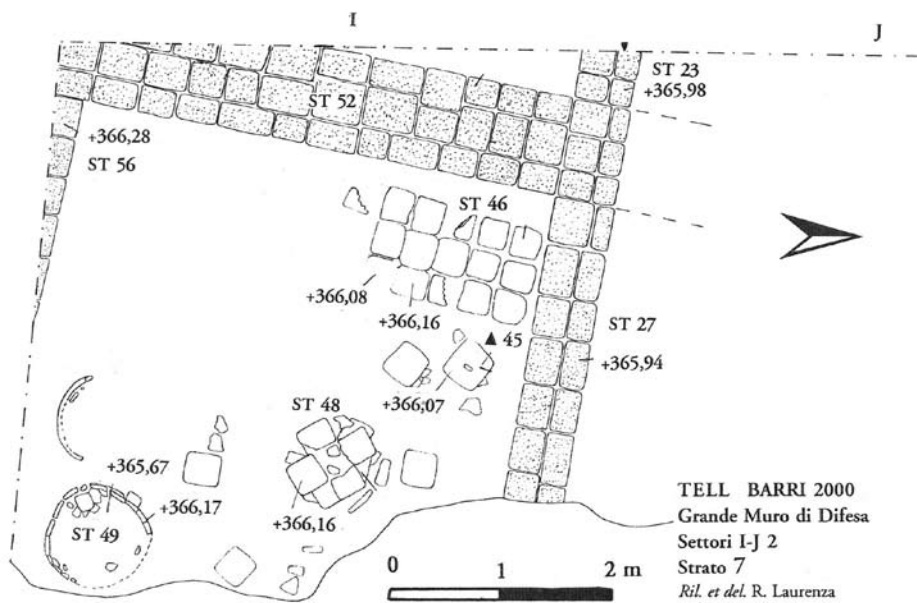 I
J
ST 23
+365,98
ST 52
+366,28
ST 56
ST 46
+366,08
+366,16
▲ 45
ST 27
+365,94
+366,07
ST 48
+365,67
+366,17
+366,16
ST 49
0 1 2 m
TELL BARRI 2000
Grande Muro di Difesa
Settori I-J 2
Strato 7
Ril. et del. R. Laurenza